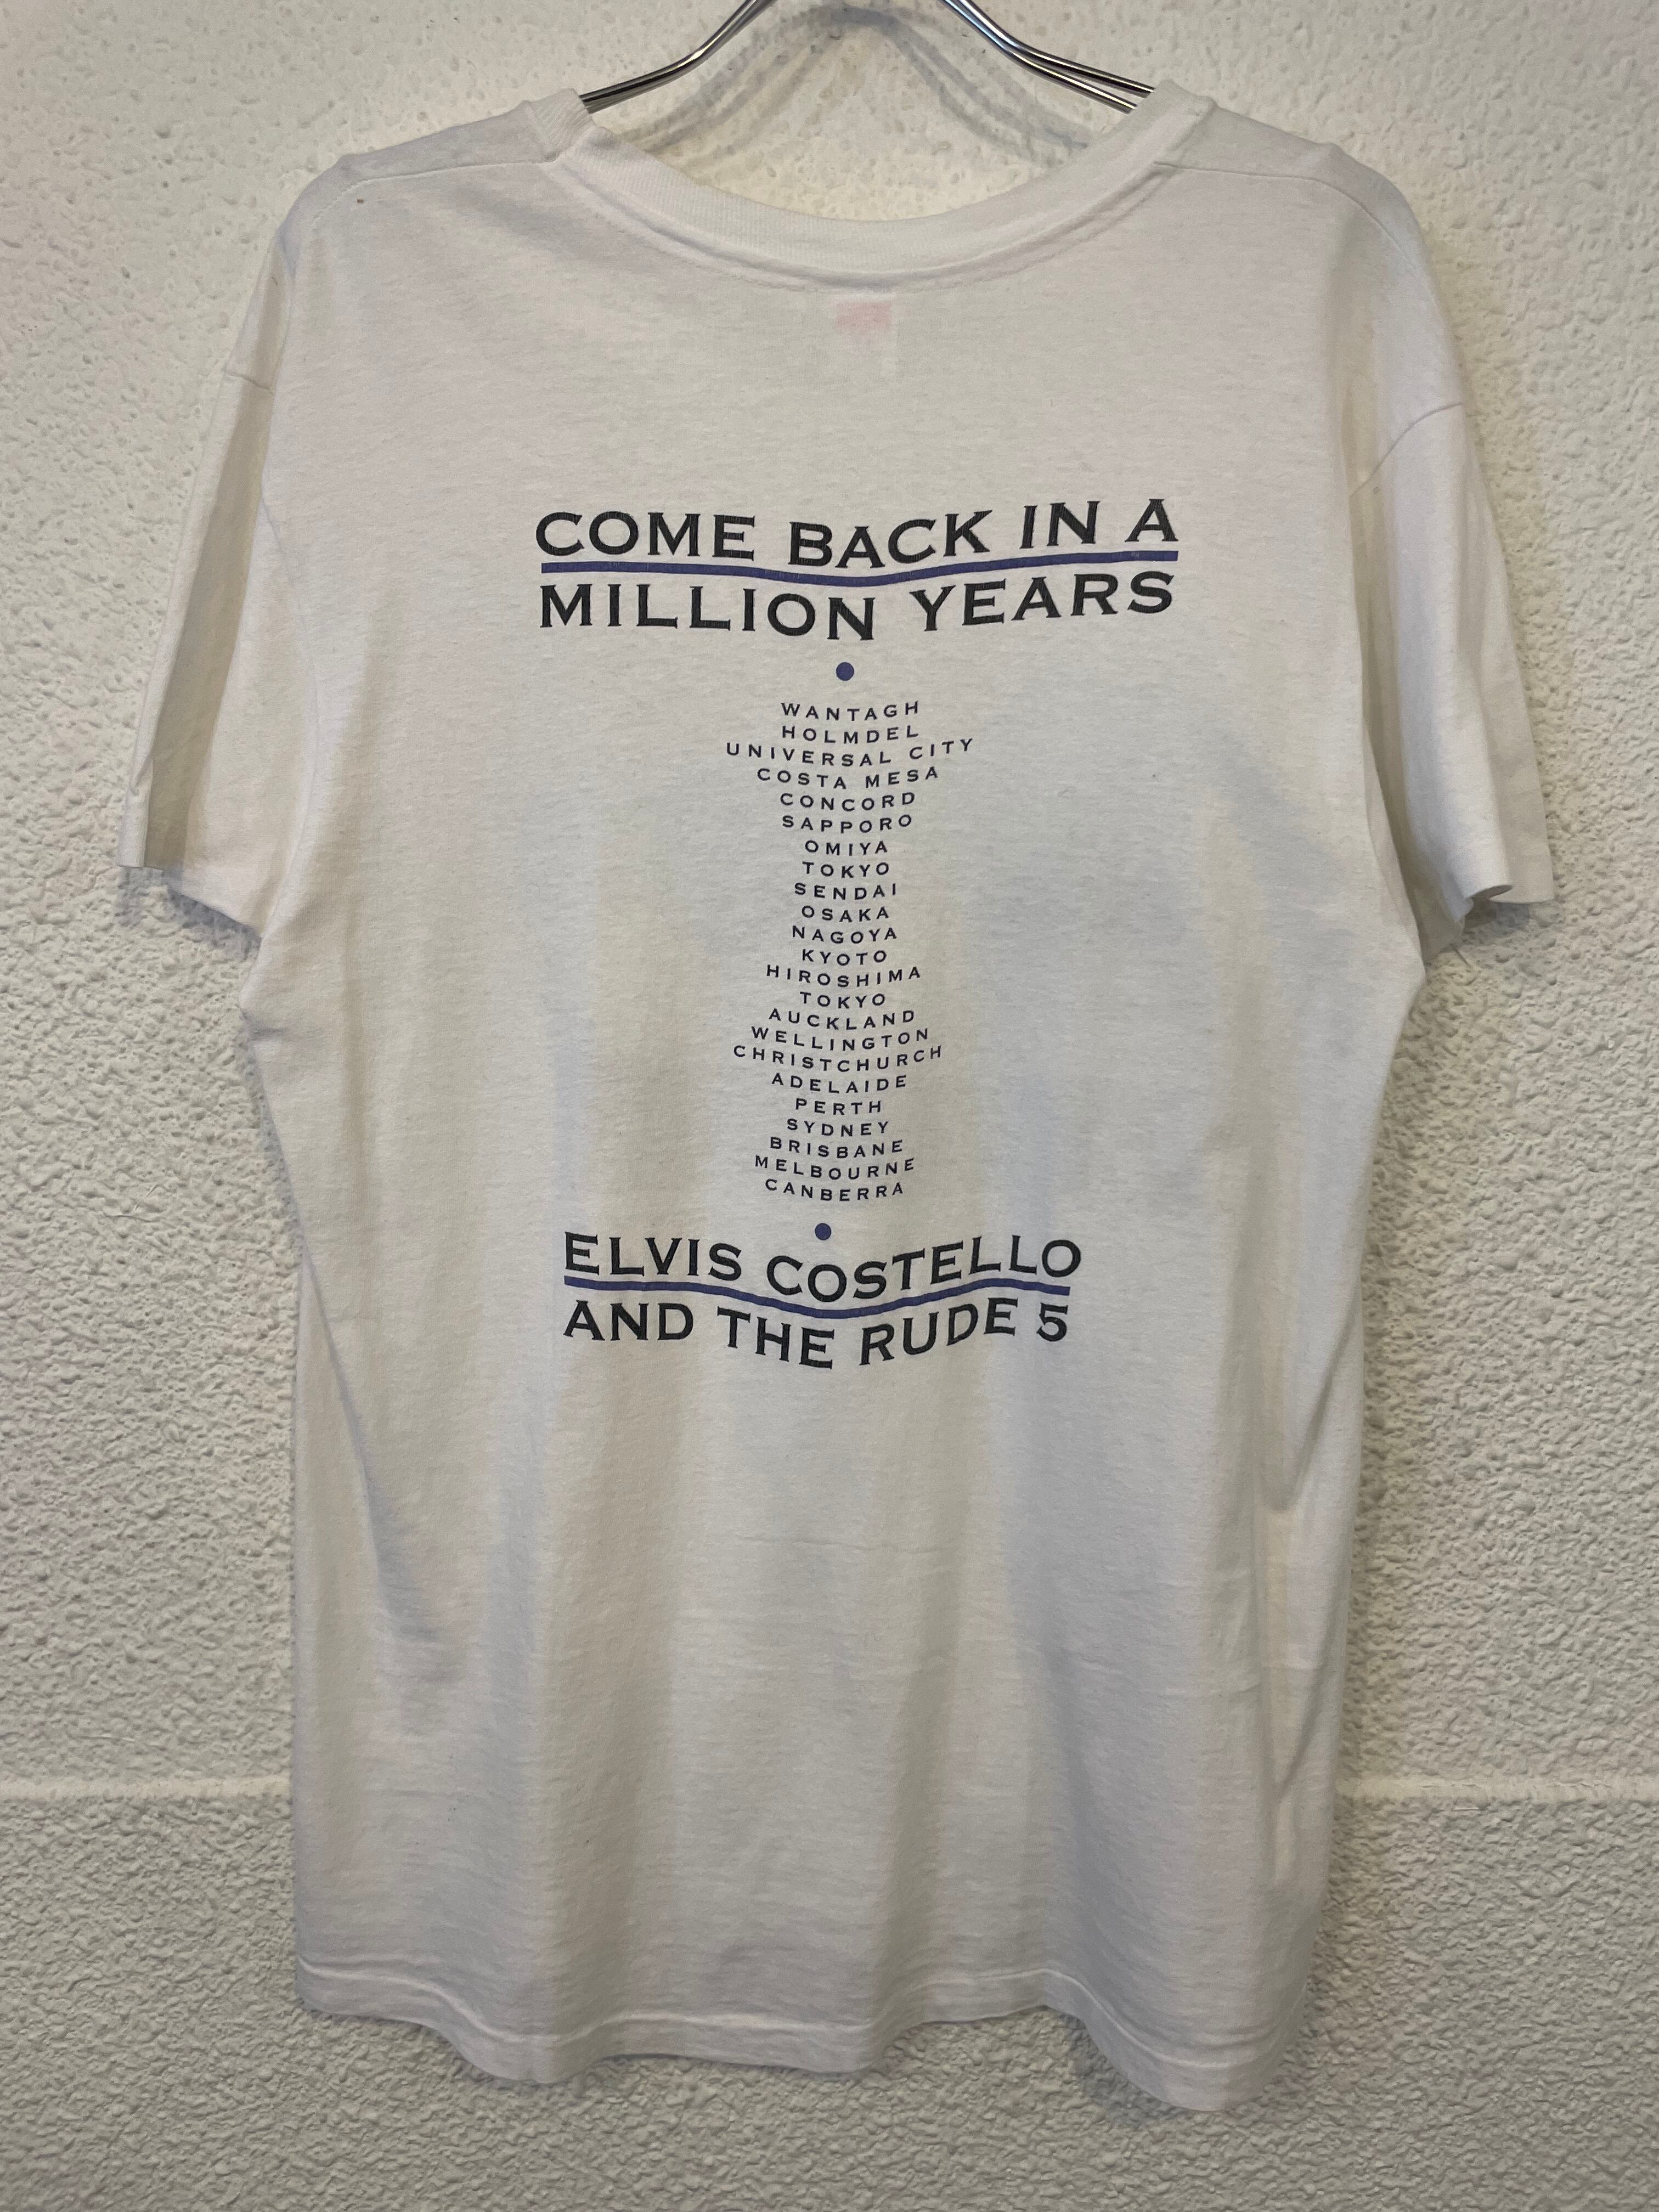 COME BACK IN A
MILLION YEARS
WANTAGH
HOLMDEL
UNIVERSAL CITY
COSTA MESA
CONCORD
SAPPORO
OMIYA
TOKYO
SENDAI
OSAKA
NAGOYA
KYOTO
HIROSHIMA
TOKYO
AUCKLAND
WELLINGTON
CHRISTCHURCH
ADELAIDE
PERTH
SYDNEY
BRISBANE
MELBOURNE
CANBERRA
ELVIS COSTELLO
AND THE RUDE 5